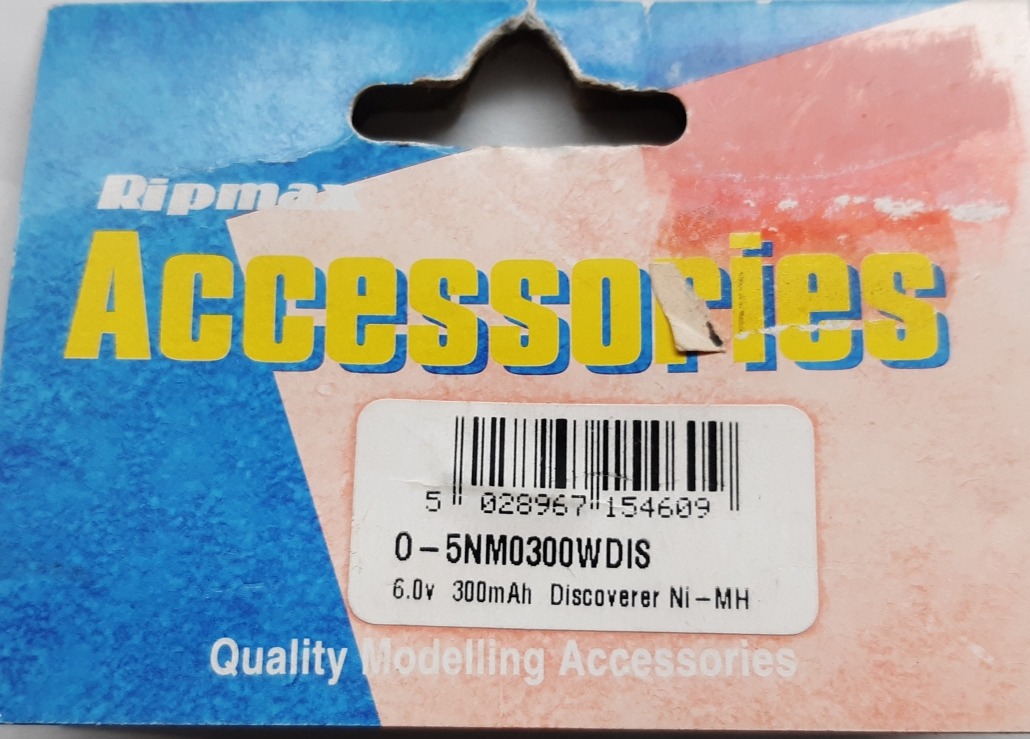 Ripmax
Accessories
5 028967 154609
0-5NM0300WDIS
6.0v 300mAh Discoverer Ni-MH
Quality Modelling Accessories